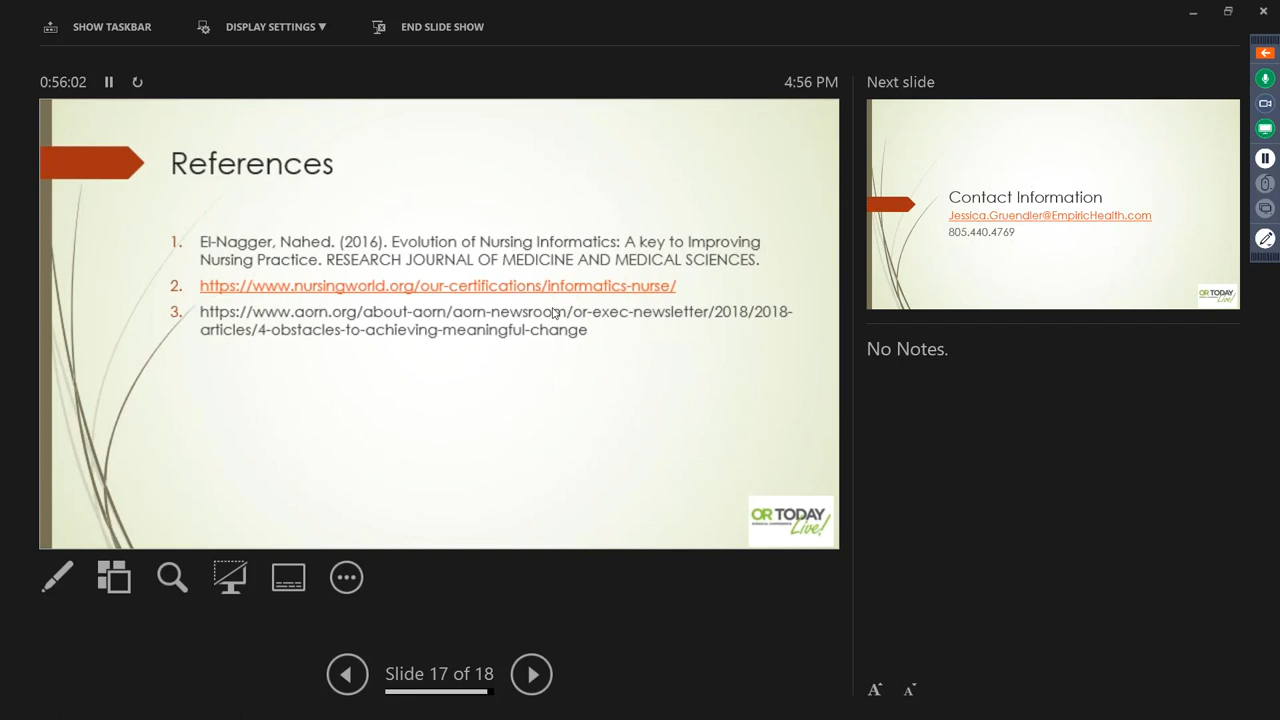 SHOW TASKBAR
DISPLAY SETTINGS ▼
END SLIDE SHOW
0:56:02
4:56 PM
References
1. El-Nagger, Nahed. (2016). Evolution of Nursing Informatics: A key to Improving
Nursing Practice. RESEARCH JOURNAL OF MEDICINE AND MEDICAL SCIENCES.
2. https://www.nursingworld.org/our-certifications/informatics-nurse/
3. https://www.aorn.org/about-aorn/aorn-newsroom/or-exec-newsletter/2018/2018-
articles/4-obstacles-to-achieving-meaningful-change
OR TODAY
SURGICAL CONFERENCE
Live!
Slide 17 of 18
Next slide
Contact Information
Jessica.Gruendler@EmpiricHealth.com
805.440.4769
OR TODAY
Live!
No Notes.
A A